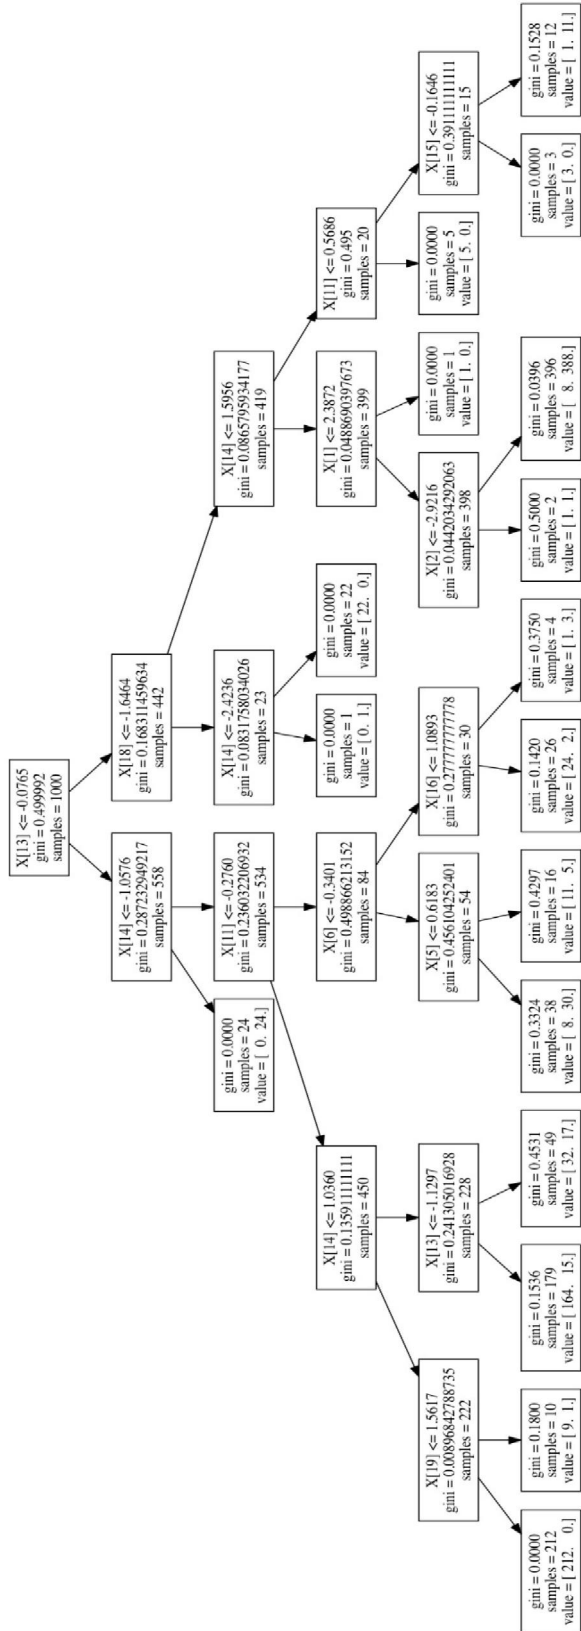 X[13] <= -0.0765
gini = 0.499992
samples = 1000
X[14] <= -1.0576
gini = 0.287232949217
samples = 558
X[18] <= -1.6464
gini = 0.168311459634
samples = 442
gini = 0.0000
samples = 24
value = [ 0. 24.]
X[11] <= -0.2760
gini = 0.236032206932
samples = 534
X[14] <= -2.4236
gini = 0.0831758034026
samples = 23
X[14] <= 1.5956
gini = 0.0865795934177
samples = 419
X[14] <= 1.0360
gini = 0.135911111111
samples = 450
X[6] <= -0.3401
gini = 0.498866213152
samples = 84
gini = 0.0000
samples = 1
value = [ 0. 1.]
gini = 0.0000
samples = 22
value = [ 22. 0.]
X[1] <= 2.3872
gini = 0.0488690397673
samples = 399
X[11] <= 0.5686
gini = 0.495
samples = 20
X[19] <= 1.5617
gini = 0.00896842788735
samples = 222
X[13] <= -1.1297
gini = 0.241305016928
samples = 228
X[5] <= 0.6183
gini = 0.456104252401
samples = 54
X[16] <= 1.0893
gini = 0.277777777778
samples = 30
X[2] <= -2.9216
gini = 0.0442034292063
samples = 398
gini = 0.0000
samples = 1
value = [ 1. 0.]
gini = 0.0000
samples = 5
value = [ 5. 0.]
X[15] <= -0.1646
gini = 0.391111111111
samples = 15
gini = 0.0000
samples = 212
value = [ 212. 0.]
gini = 0.1800
samples = 10
value = [ 9. 1.]
gini = 0.1536
samples = 179
value = [ 164. 15.]
gini = 0.4531
samples = 49
value = [ 32. 17.]
gini = 0.3324
samples = 38
value = [ 8. 30.]
gini = 0.4297
samples = 16
value = [ 11. 5.]
gini = 0.1420
samples = 26
value = [ 24. 2.]
gini = 0.3750
samples = 4
value = [ 1. 3.]
gini = 0.5000
samples = 2
value = [ 1. 1.]
gini = 0.0396
samples = 396
value = [ 8. 388.]
gini = 0.0000
samples = 3
value = [ 3. 0.]
gini = 0.1528
samples = 12
value = [ 1. 11.]